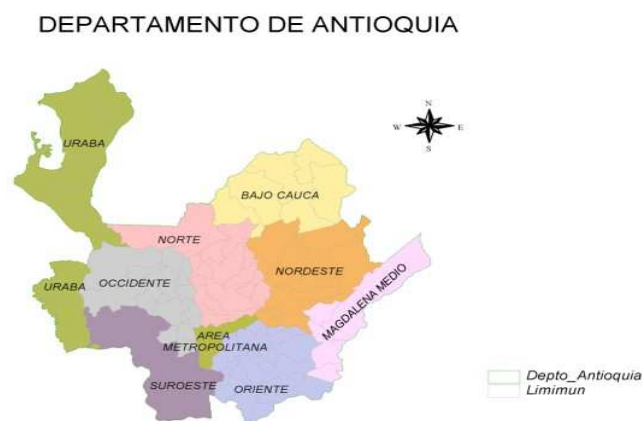 DEPARTAMENTO DE ANTIOQUIA
N
W
E
S
URABA
BAJO CAUCA
NORTE
NORDESTE
URABA
OCCIDENTE
MAGDALENA MEDIO
AREA
METROPOLITANA
SUROESTE
ORIENTE
Depto_Antioquia
Limimun